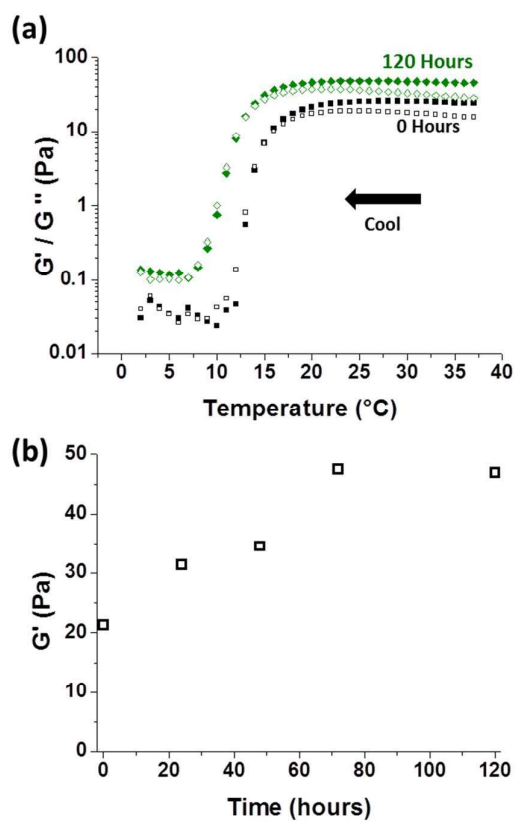 (a)
100
10
1
0.1
0.01
G' / G'' (Pa)
120 Hours
0 Hours
Cool
0 5 10 15 20 25 30 35 40
Temperature (°C)
(b)
50
40
30
20
10
0
G' (Pa)
0 20 40 60 80 100 120
Time (hours)